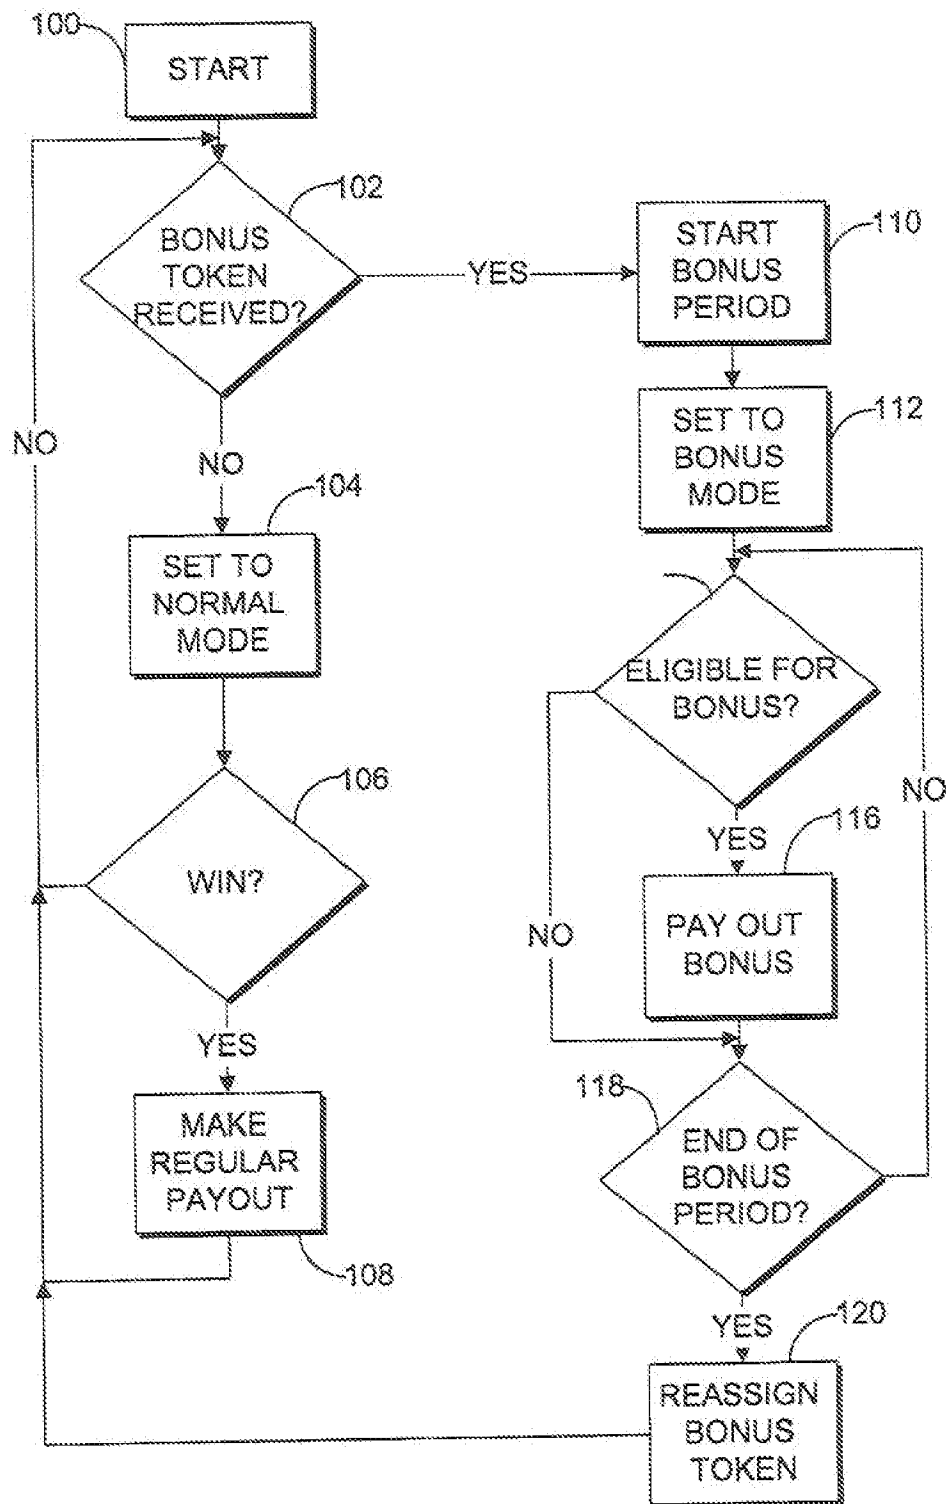 100
START
102
BONUS
TOKEN
RECEIVED?
YES
START
BONUS
PERIOD
110
SET TO
BONUS
MODE
112
NO
NO
104
SET TO
NORMAL
MODE
ELIGIBLE FOR
BONUS?
106
WIN?
YES
116
NO
PAY OUT
BONUS
NO
YES
118
END OF
BONUS
PERIOD?
MAKE
REGULAR
PAYOUT
108
YES
120
REASSIGN
BONUS
TOKEN